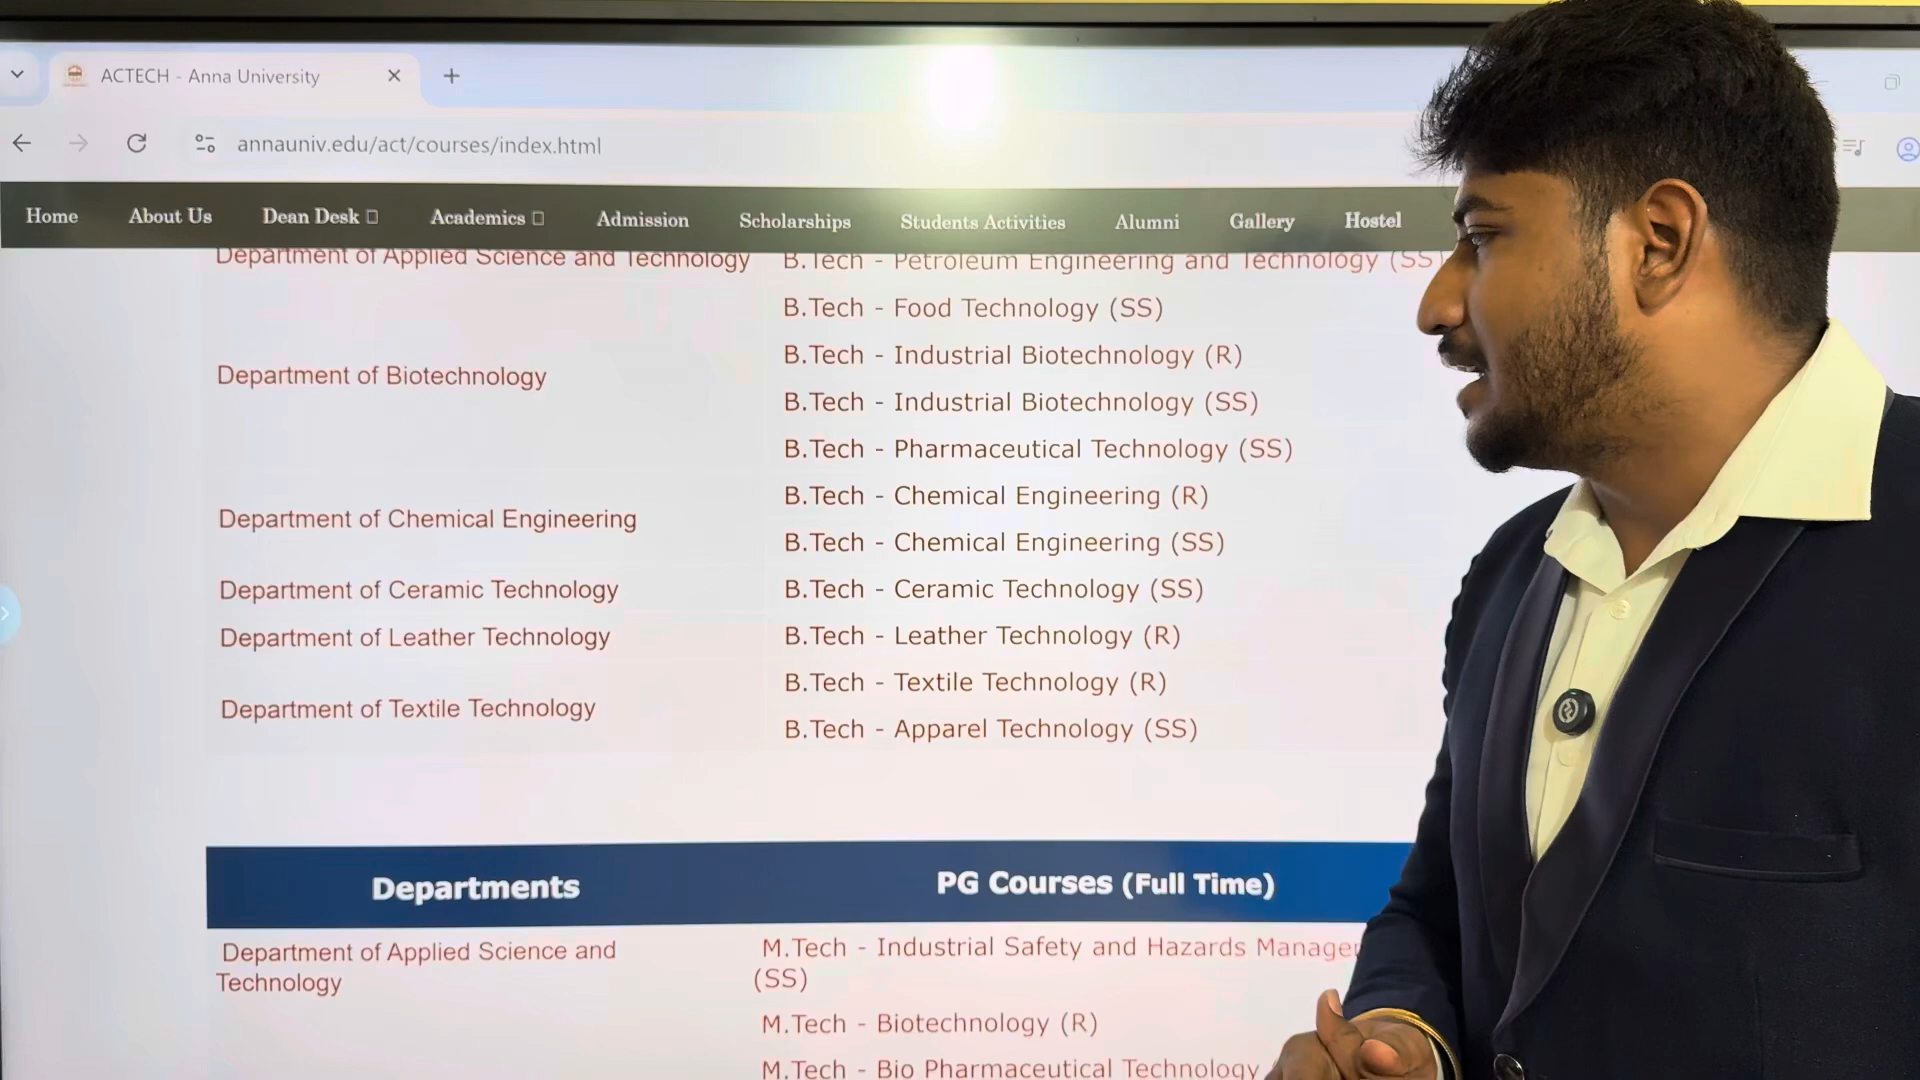 ACTECH - Anna University
annauniv.edu/act/courses/index.html
Home About Us Dean Desk Academics Admission Scholarships Students Activities Alumni Gallery Hostel
Department of Applied Science and Technology B.Tech - Petroleum Engineering and Technology (SS)
B.Tech - Food Technology (SS)
B.Tech - Industrial Biotechnology (R)
Department of Biotechnology
B.Tech - Industrial Biotechnology (SS)
B.Tech - Pharmaceutical Technology (SS)
B.Tech - Chemical Engineering (R)
Department of Chemical Engineering
B.Tech - Chemical Engineering (SS)
Department of Ceramic Technology B.Tech - Ceramic Technology (SS)
Department of Leather Technology B.Tech - Leather Technology (R)
B.Tech - Textile Technology (R)
Department of Textile Technology
B.Tech - Apparel Technology (SS)
Departments PG Courses (Full Time)
Department of Applied Science and M.Tech - Industrial Safety and Hazards
Technology (SS)
M.Tech - Biotechnology (R)
M.Tech - Bio Pharmaceutical Technology